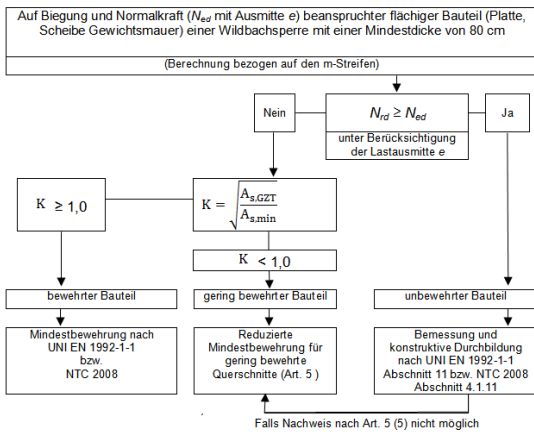 Auf Biegung und Normalkraft (Ned mit Ausmitte e) beanspruchter flächiger Bauteil (Platte,
Scheibe Gewichtsmauer) einer Wildbachsperre mit einer Mindestdicke von 80 cm
(Berechnung bezogen auf den m-Streifen)
Nein
Nrd ≥ Ned
Ja
unter Berücksichtigung
der Lastausmitte e
K ≥ 1,0
K = √(As,GZT / As,min)
K < 1,0
bewehrter Bauteil
gering bewehrter Bauteil
unbewehrter Bauteil
Mindestbewehrung nach
UNI EN 1992-1-1
bzw.
NTC 2008
Reduzierte
Mindestbewehrung für
gering bewehrte
Querschnitte (Art. 5 )
Bemessung und
konstruktive Durchbildung
nach UNI EN 1992-1-1
Abschnitt 11 bzw. NTC 2008
Abschnitt 4.1.11
Falls Nachweis nach Art. 5 (5) nicht möglich